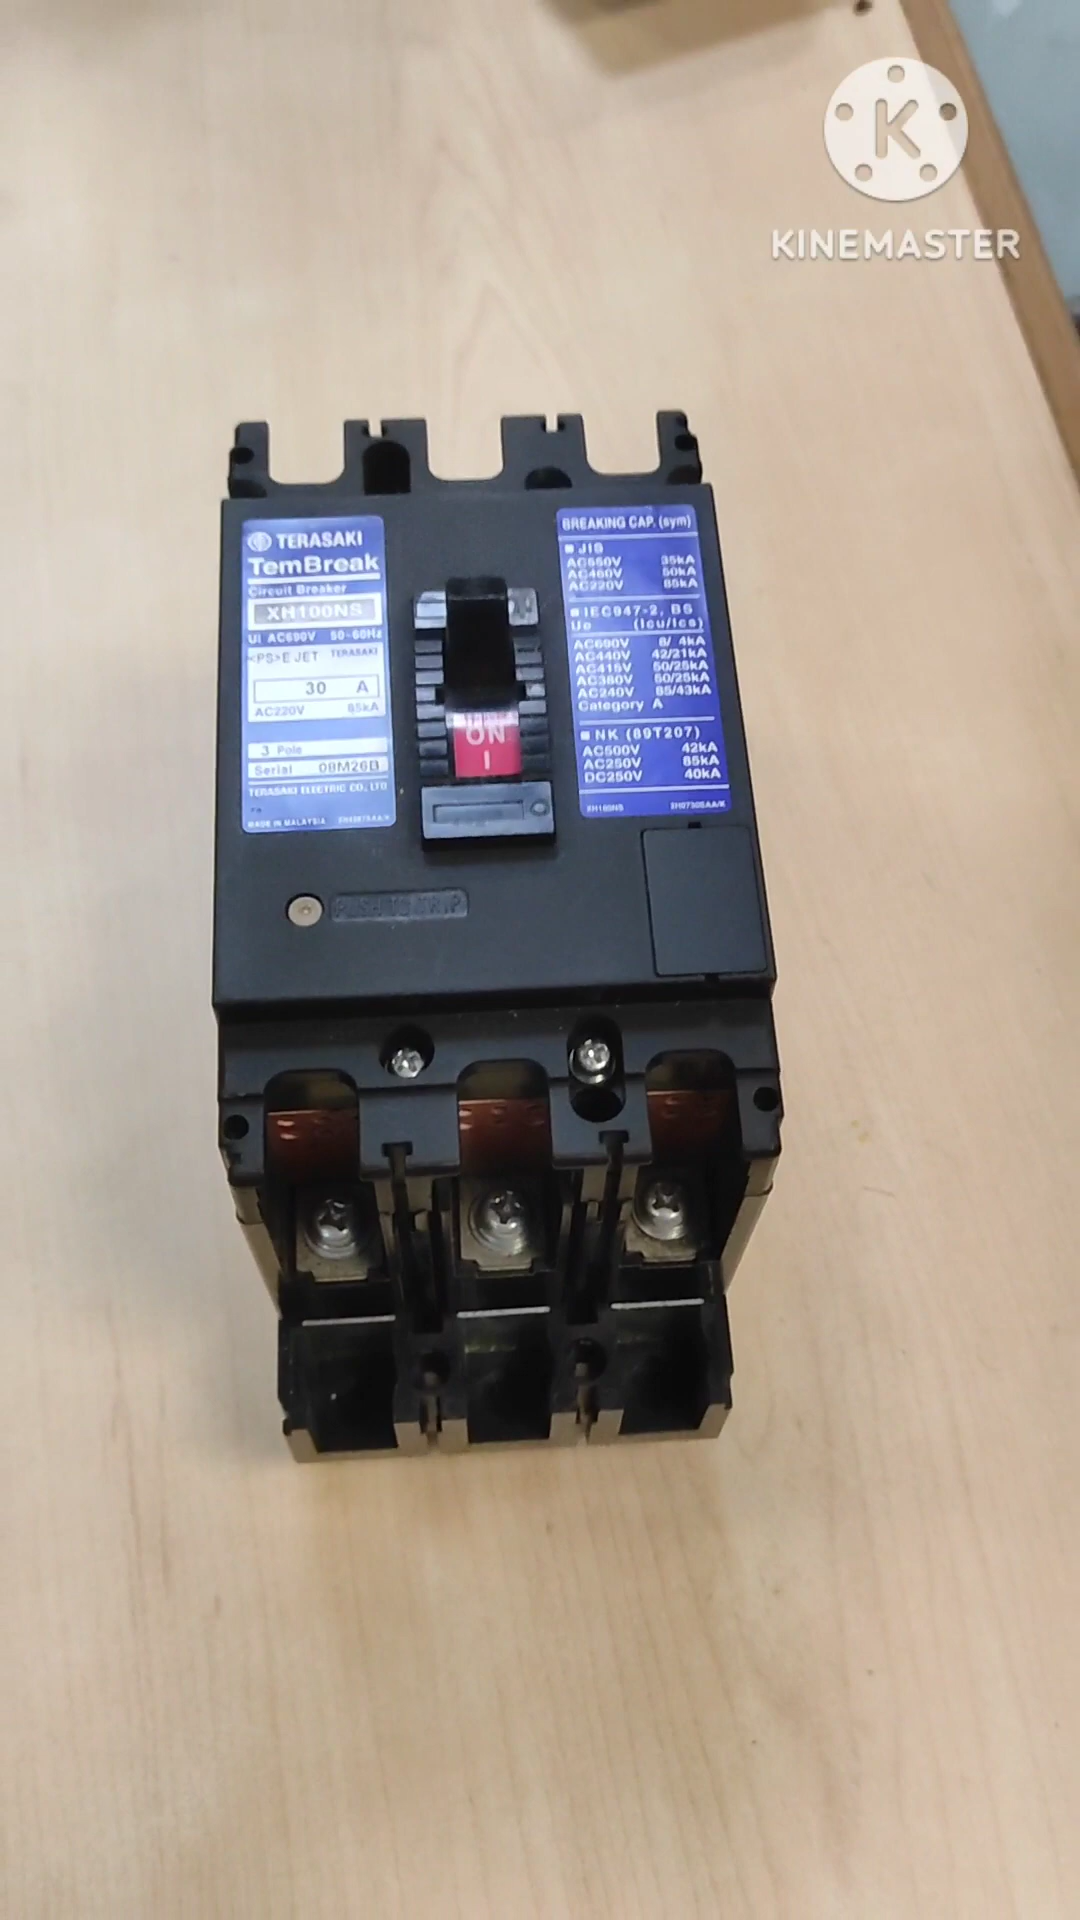 KINEMASTER
TERASAKI
TemBreak
Circuit Breaker
XH100NS
Ui AC690V 50-60Hz
<PS>E JET TERASAKI
30 A
AC220V 85kA
3 Pole
Serial
TERASAKI ELECTRIC CO., LTD
MADE IN MALAYSIA
ON
I
BREAKING CAP. (sym)
■ JIS
AC550V 35kA
AC460V 50kA
AC220V 85kA
■ IEC947-2, BS
Ue (Icu/Ics)
AC690V 8/ 4kA
AC440V 42/21kA
AC415V 50/25kA
AC380V 50/25kA
AC240V 85/43kA
Category A
■ NK (89T207)
AC500V 42kA
AC250V 85kA
DC250V 40kA
XH100NS
PUSH TO TRIP